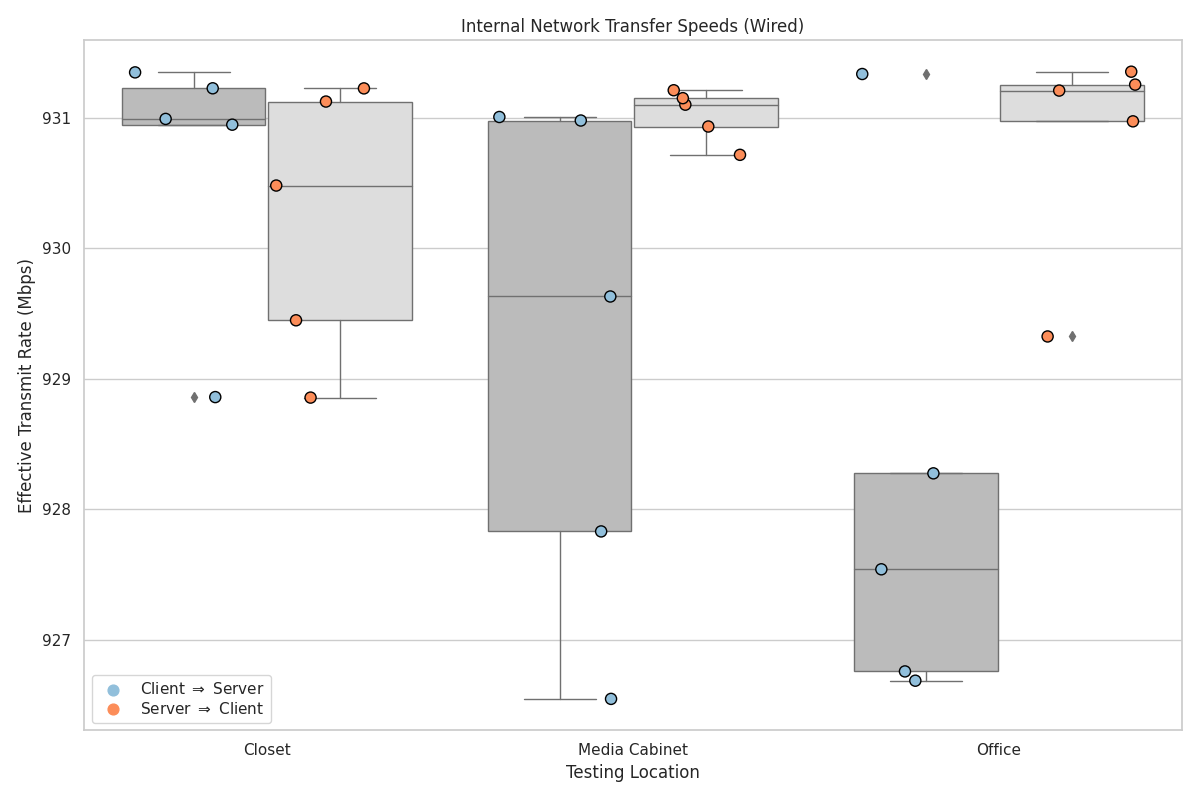 Internal Network Transfer Speeds (Wired)
Effective Transmit Rate (Mbps)
931
930
929
928
927
Client ⇒ Server
Server ⇒ Client
Closet
Media Cabinet
Office
Testing Location